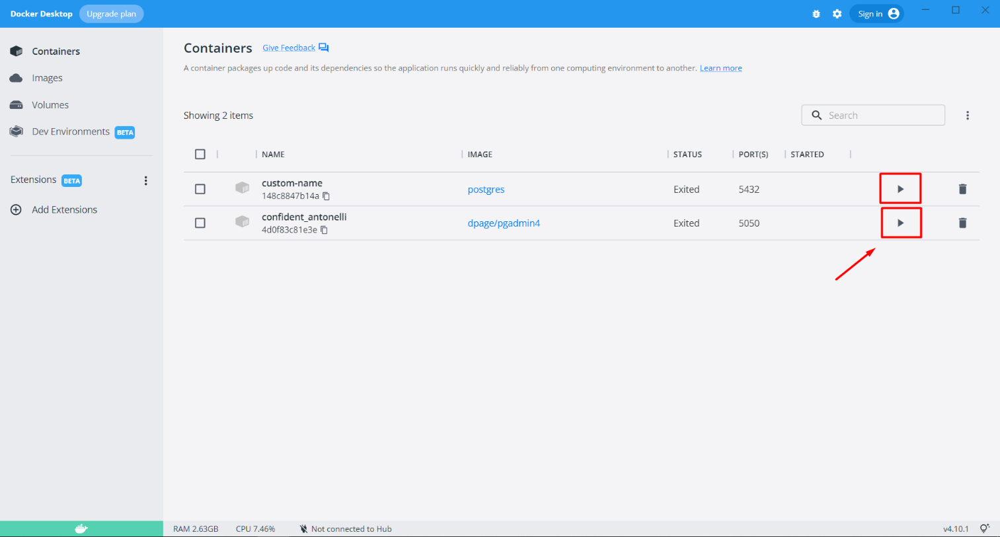 Docker Desktop Upgrade plan Sign in
Containers
Images
Volumes
Dev Environments BETA
Extensions BETA
Add Extensions
Containers Give Feedback
A container packages up code and its dependencies so the application runs quickly and reliably from one computing environment to another. Learn more
Showing 2 items Search
NAME IMAGE STATUS PORT(S) STARTED
custom-name postgres Exited 5432
148c8847b14a
confident_antonelli dpage/pgadmin4 Exited 5050
4d0f83c81e3e
RAM 2.63GB CPU 7.46% Not connected to Hub v4.10.1